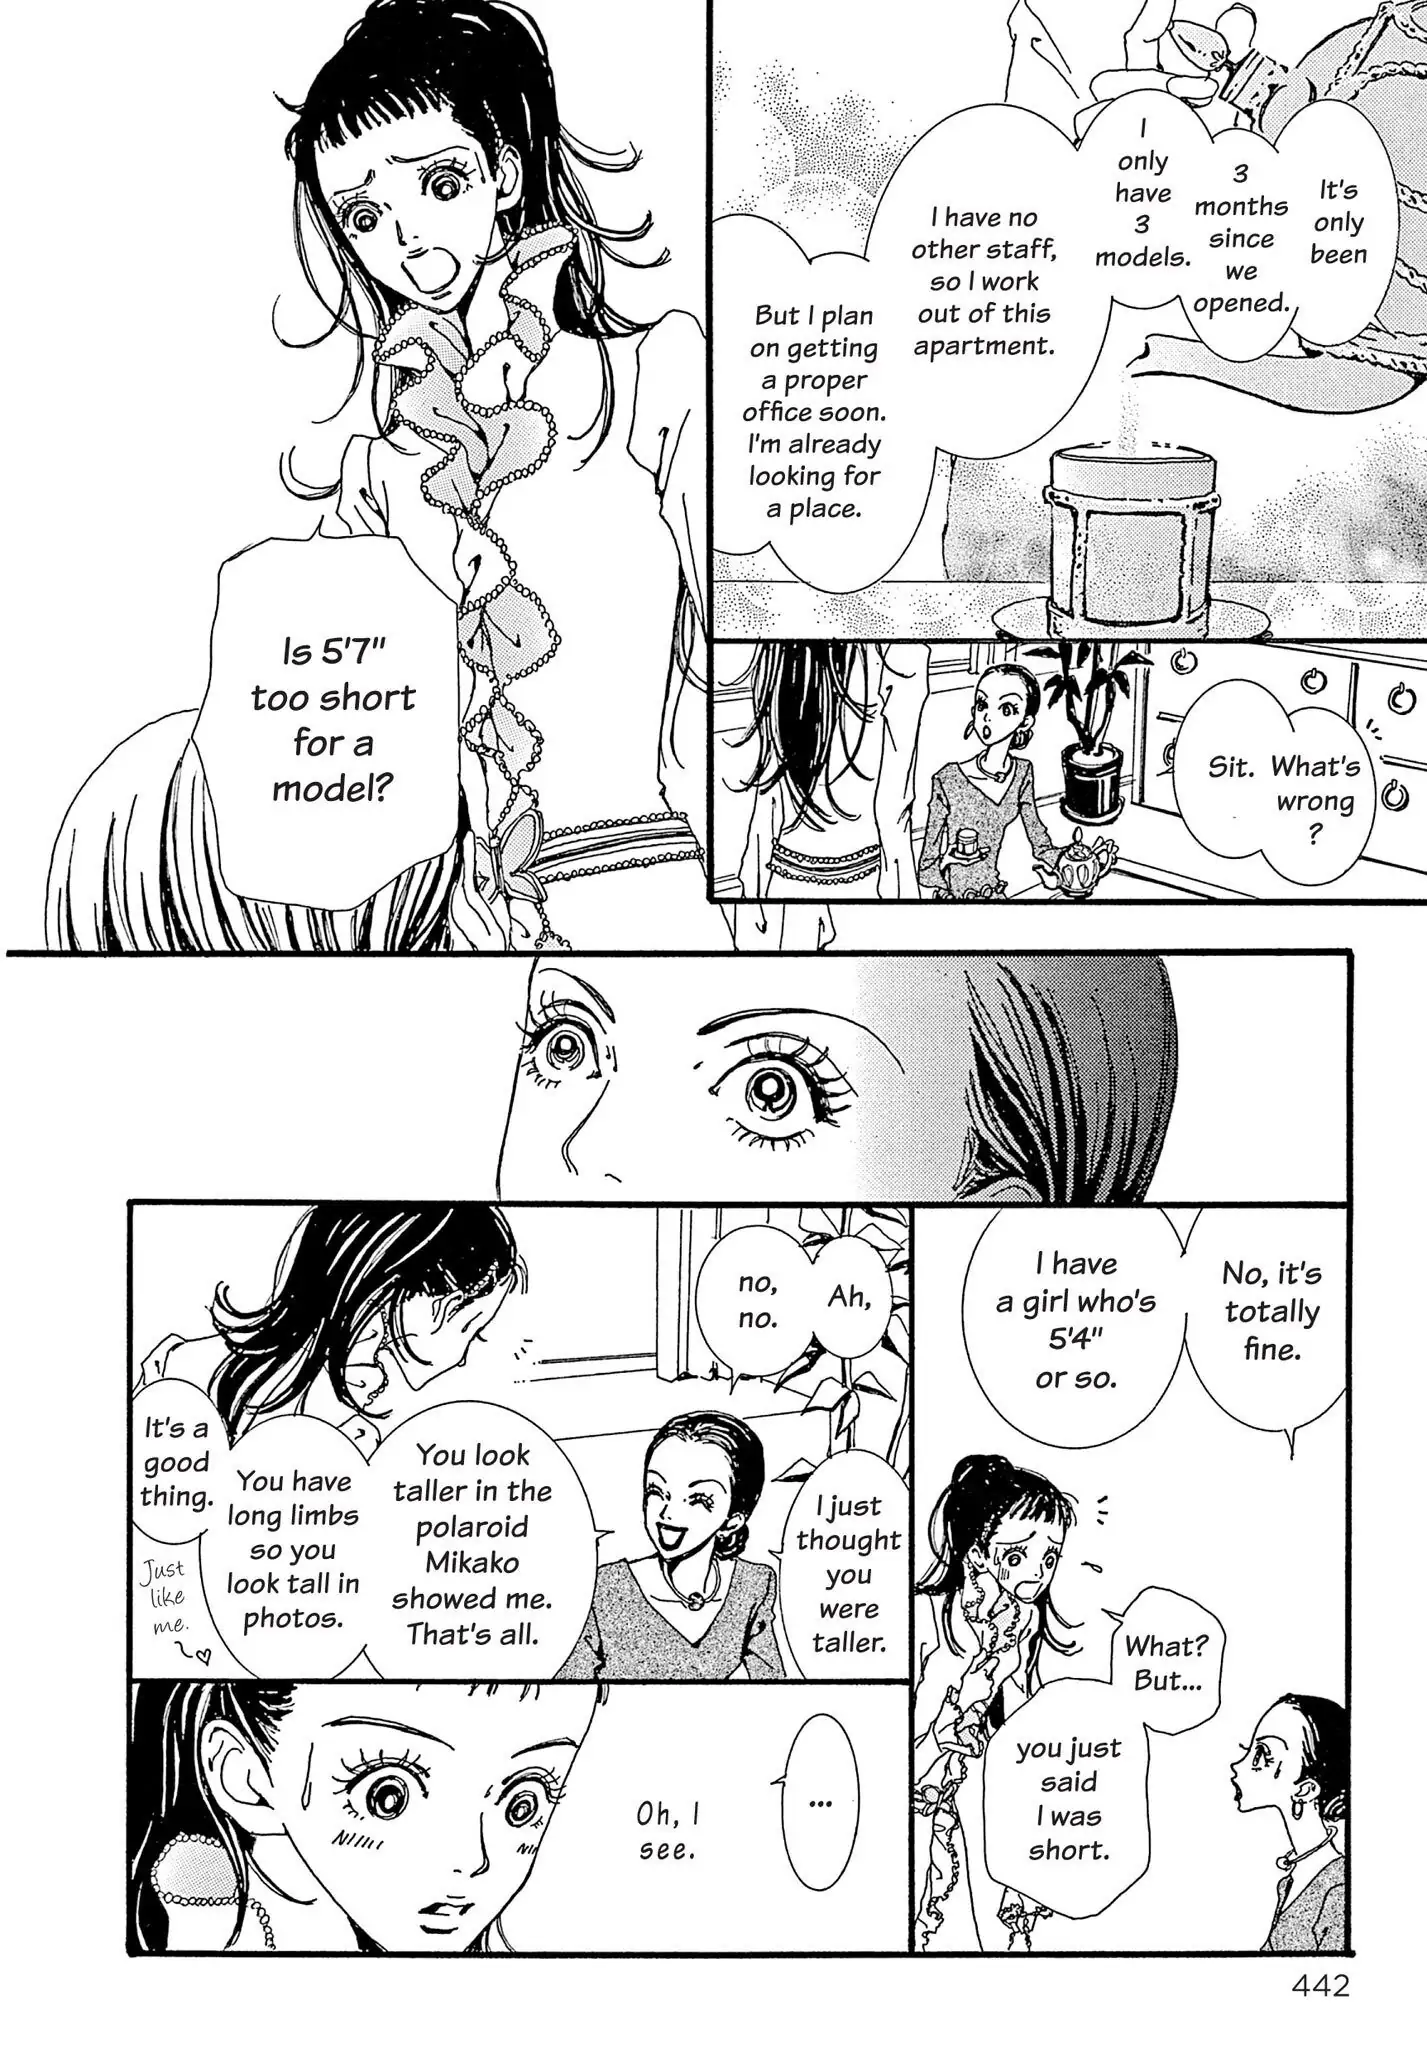 It's
only
been
3
months
since
we
opened.
I
only
have
3
models.
I have no
other staff,
so I work
out of this
apartment.
But I plan
on getting
a proper
office soon.
I'm already
looking for
a place.
Sit. What's
wrong
?
Is 5'7"
too short
for a
model?
No, it's
totally
fine.
I have
a girl who's
5'4"
or so.
What?
But...
you just
said
I was
short.
Ah,
no,
no.
I just
thought
you
were
taller.
You look
taller in the
polaroid
Mikako
showed me.
That's all.
You have
long limbs
so you
look tall in
photos.
It's a
good
thing.
Just
like
me.
...
Oh, I
see.
442